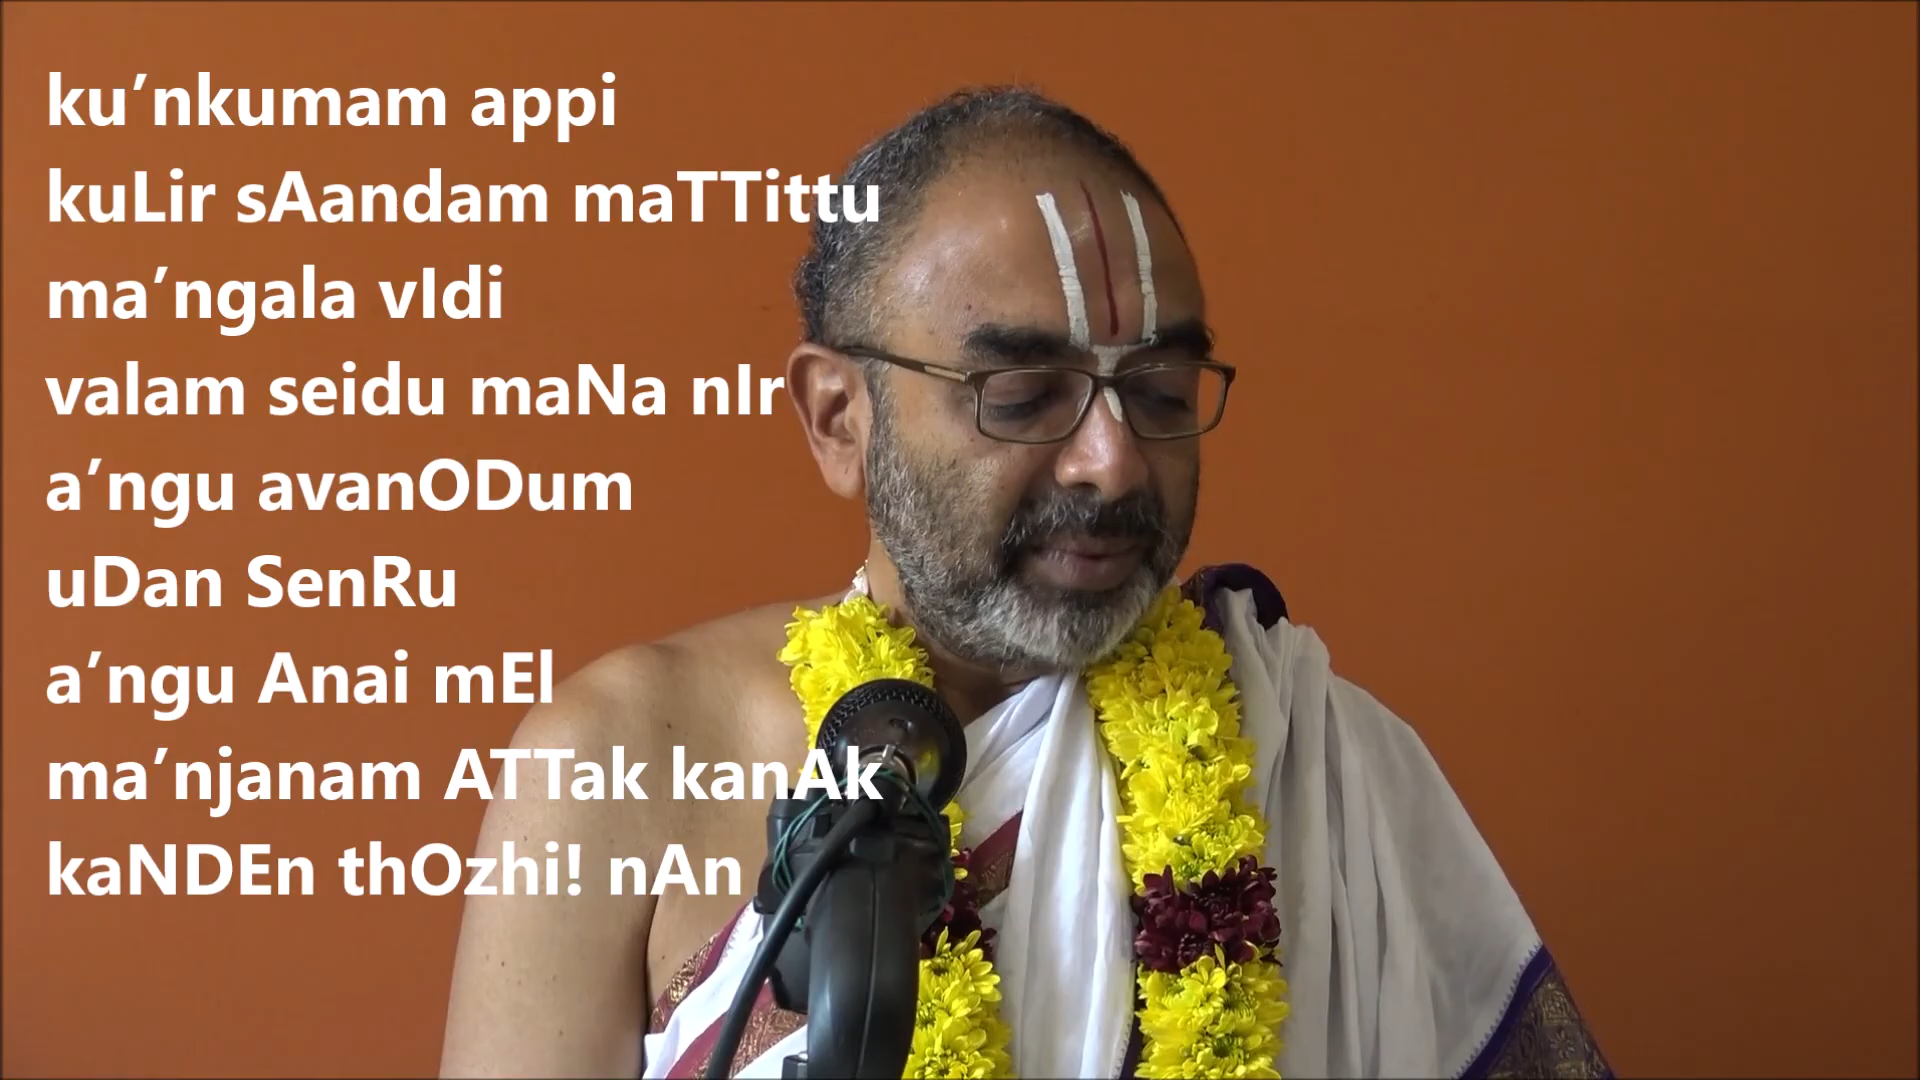 ku’nkumam appi
kuLir sAandam maTTittu
ma’ngala vIdi
valam seidu maNa nIr
a’ngu avanODum
uDan SenRu
a’ngu Anai mEl
ma’njanam ATTak kanAk
kaNDEn thOzhi! nAn